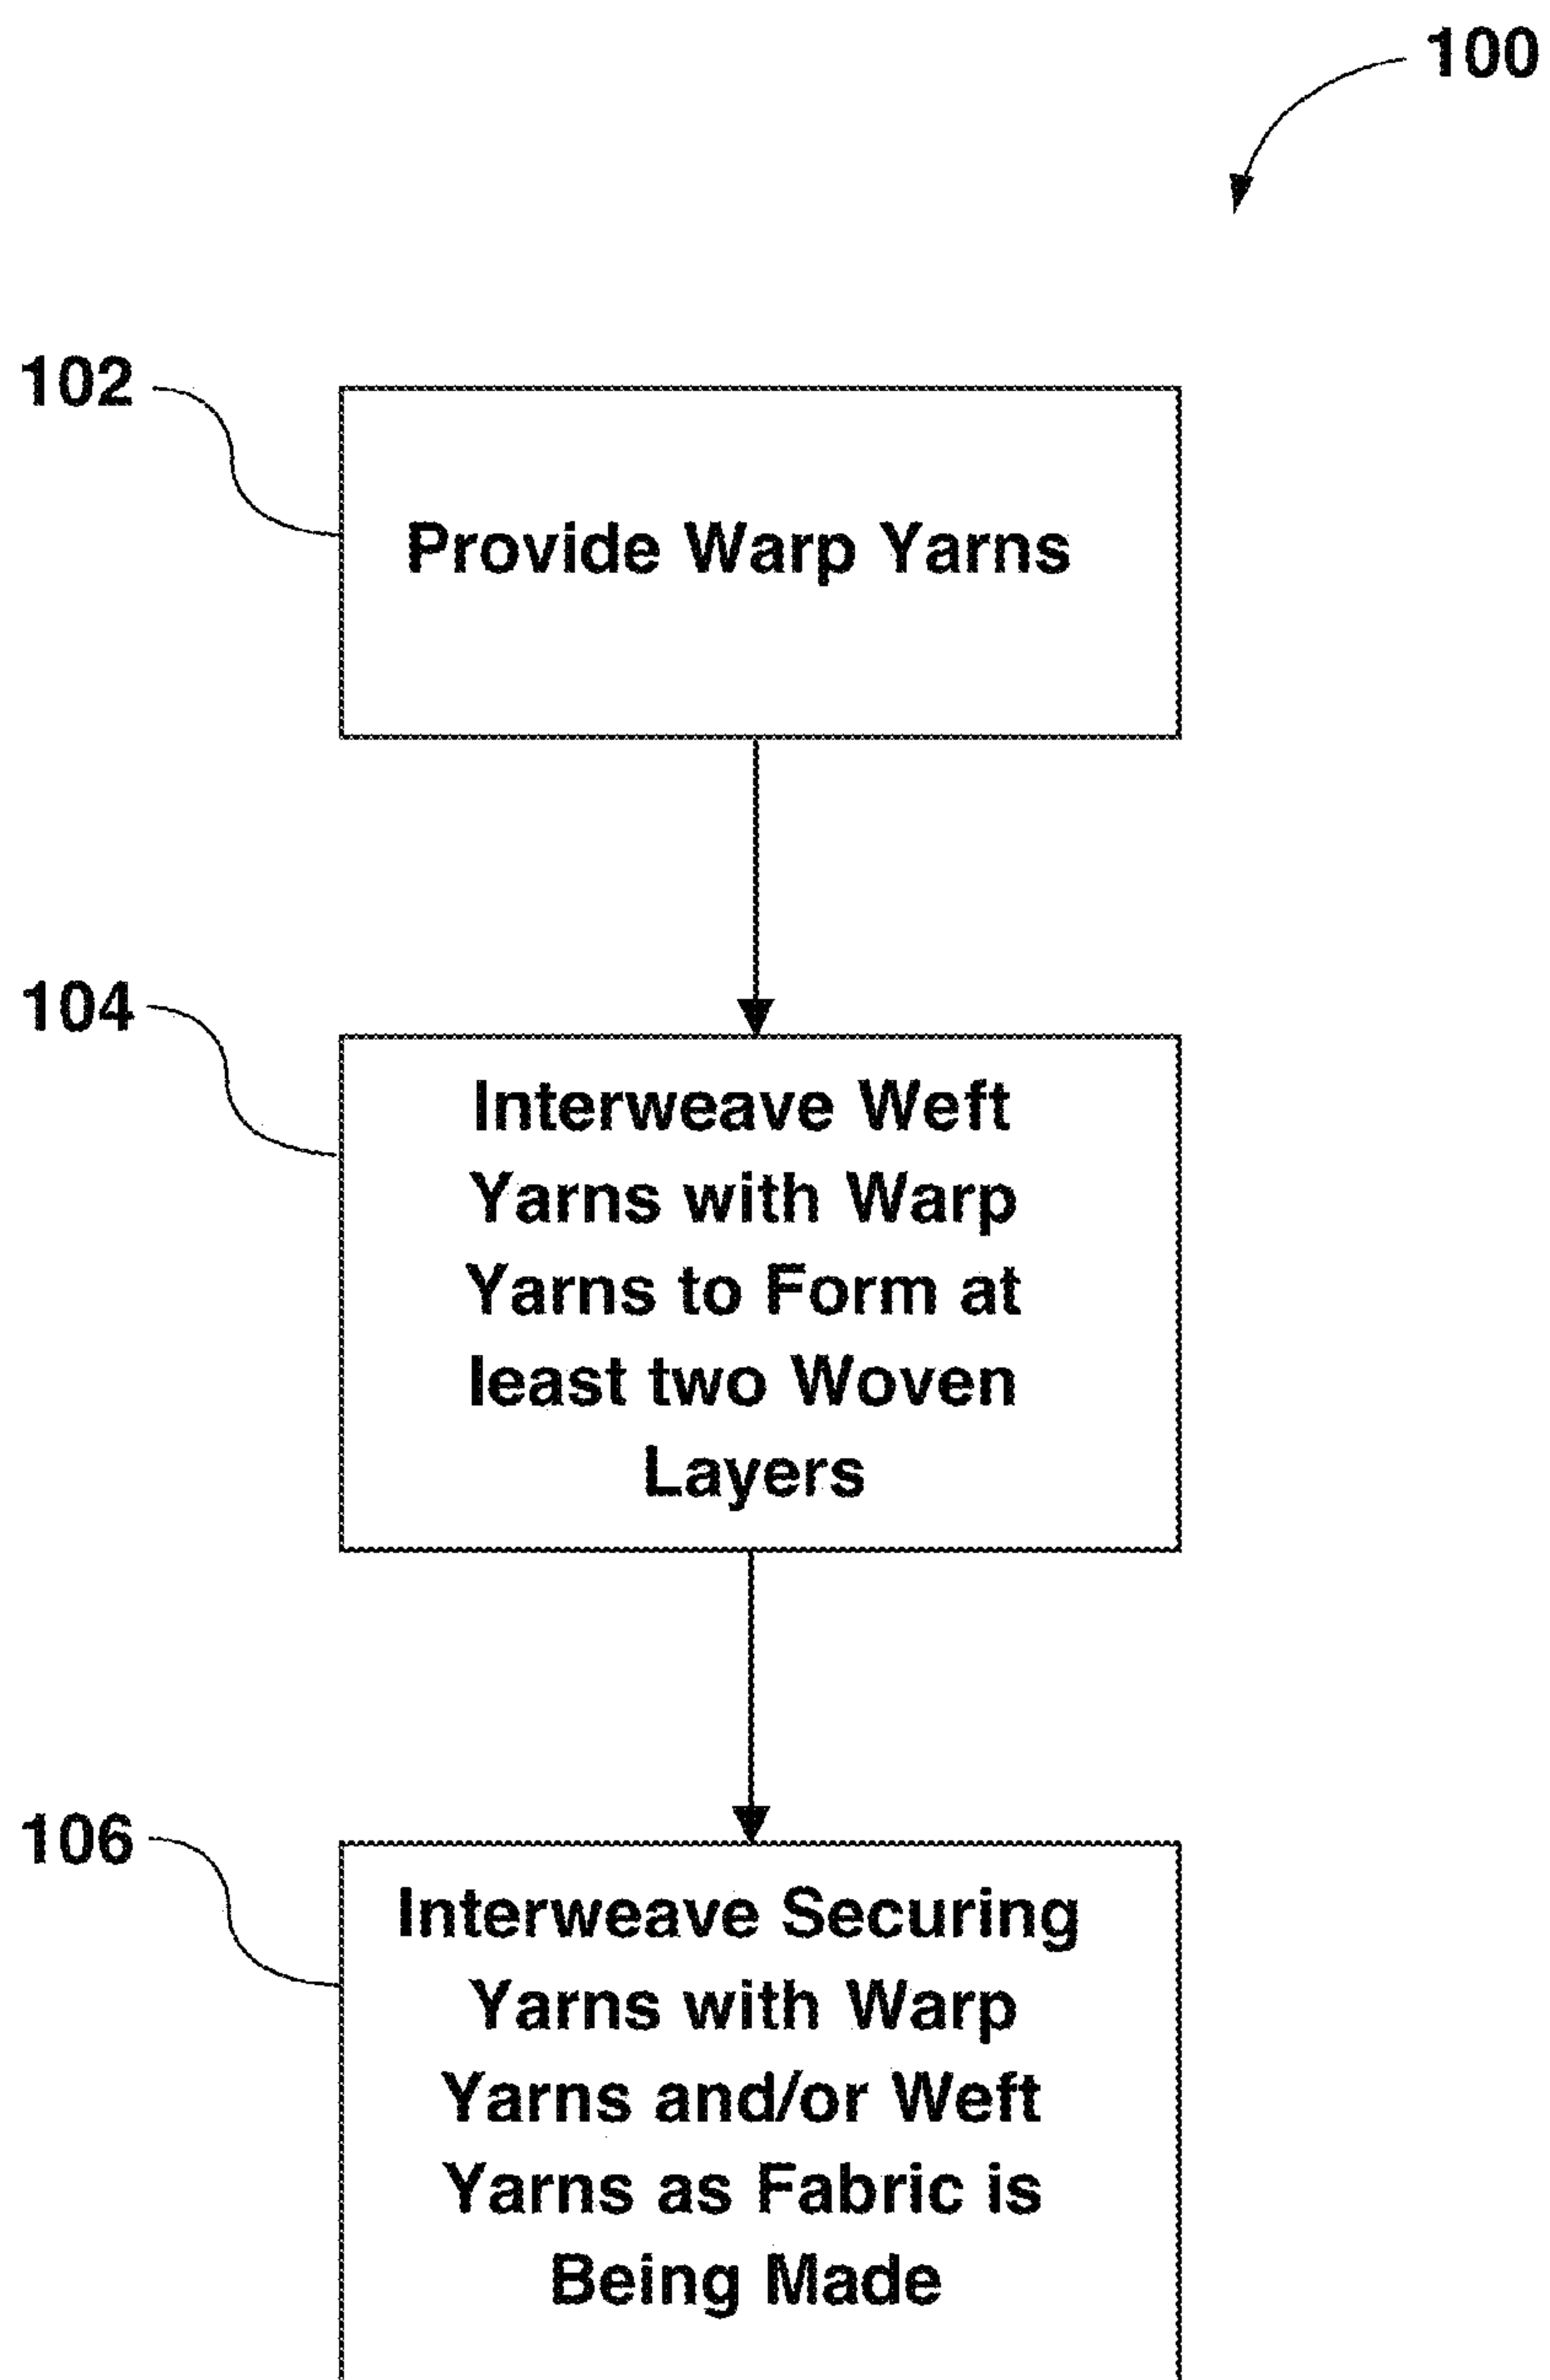 100
102
Provide Warp Yarns
104
Interweave Weft
Yarns with Warp
Yarns to Form at
least two Woven
Layers
106
Interweave Securing
Yarns with Warp
Yarns and/or Weft
Yarns as Fabric is
Being Made